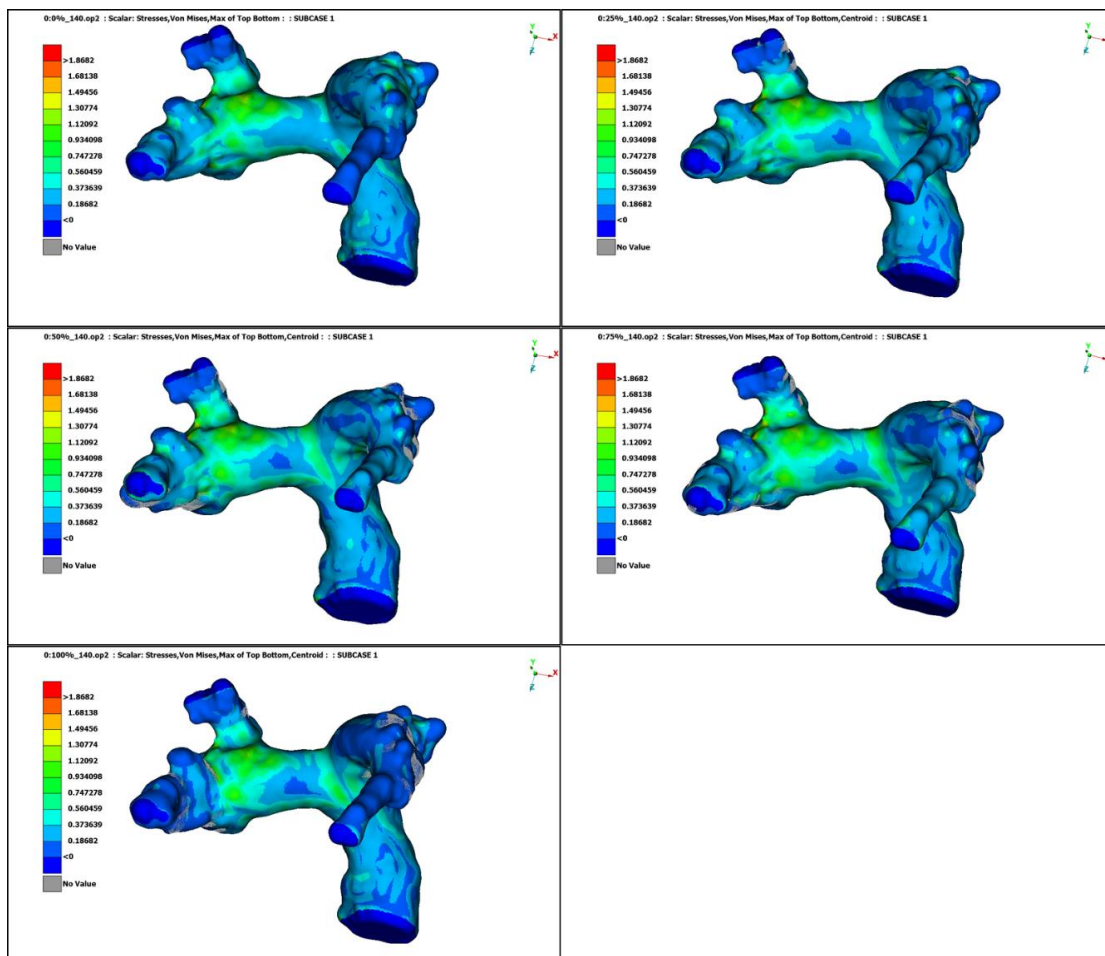 0:0%_140.op2 : Scalar: Stresses,Von Mises,Max of Top Bottom : : SUBCASE 1
>1.8682
1.68138
1.49456
1.30774
1.12092
0.934098
0.747278
0.560459
0.373639
0.18682
<0
No Value
Y
X
Z
0:25%_140.op2 : Scalar: Stresses,Von Mises,Max of Top Bottom,Centroid : : SUBCASE 1
>1.8682
1.68138
1.49456
1.30774
1.12092
0.934098
0.747278
0.560459
0.373639
0.18682
<0
No Value
Y
X
Z
0:50%_140.op2 : Scalar: Stresses,Von Mises,Max of Top Bottom,Centroid : : SUBCASE 1
>1.8682
1.68138
1.49456
1.30774
1.12092
0.934098
0.747278
0.560459
0.373639
0.18682
<0
No Value
Y
X
Z
0:75%_140.op2 : Scalar: Stresses,Von Mises,Max of Top Bottom,Centroid : : SUBCASE 1
>1.8682
1.68138
1.49456
1.30774
1.12092
0.934098
0.747278
0.560459
0.373639
0.18682
<0
No Value
Y
X
Z
0:100%_140.op2 : Scalar: Stresses,Von Mises,Max of Top Bottom,Centroid : : SUBCASE 1
>1.8682
1.68138
1.49456
1.30774
1.12092
0.934098
0.747278
0.560459
0.373639
0.18682
<0
No Value
Y
X
Z